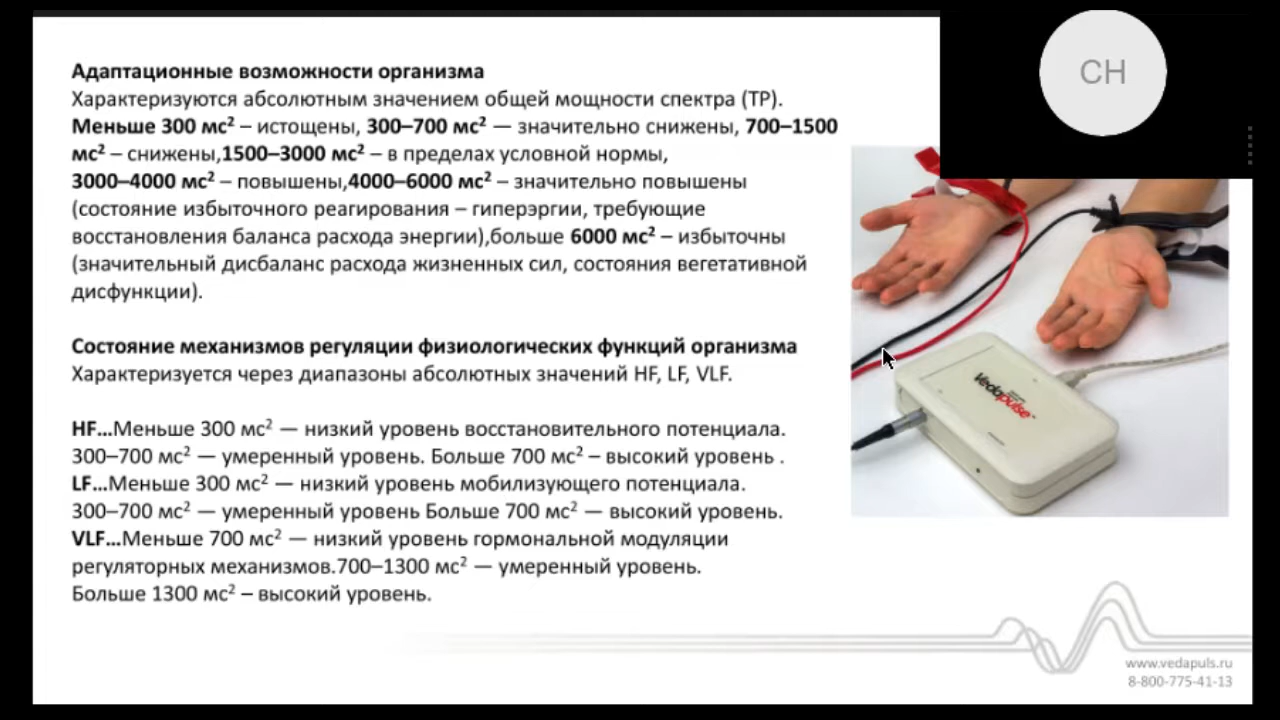 CH
Адаптационные возможности организма
Характеризуются абсолютным значением общей мощности спектра (ТР).
Меньше 300 мс² – истощены, 300–700 мс² — значительно снижены, 700–1500
мс² – снижены,1500–3000 мс² – в пределах условной нормы,
3000–4000 мс² – повышены,4000–6000 мс² – значительно повышены
(состояние избыточного реагирования – гиперэргии, требующие
восстановления баланса расхода энергии),больше 6000 мс² – избыточны
(значительный дисбаланс расхода жизненных сил, состояния вегетативной
дисфункции).
Состояние механизмов регуляции физиологических функций организма
Характеризуется через диапазоны абсолютных значений HF, LF, VLF.
HF…Меньше 300 мс² — низкий уровень восстановительного потенциала.
300–700 мс² — умеренный уровень. Больше 700 мс² – высокий уровень .
LF…Меньше 300 мс² — низкий уровень мобилизующего потенциала.
300–700 мс² — умеренный уровень Больше 700 мс² — высокий уровень.
VLF…Меньше 700 мс² — низкий уровень гормональной модуляции
регуляторных механизмов.700–1300 мс² — умеренный уровень.
Больше 1300 мс² – высокий уровень.
Vedapulse
www.vedapuls.ru
8-800-775-41-13